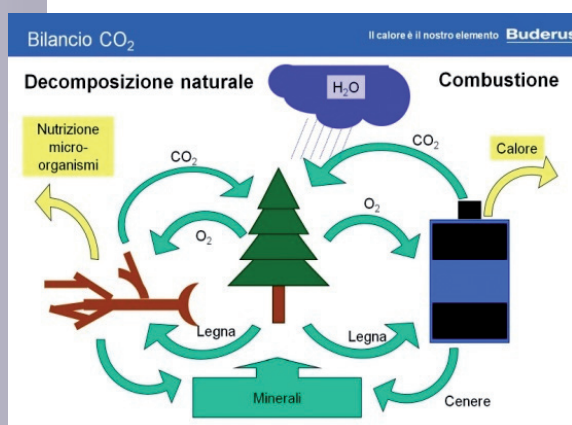 Bilancio CO₂
Il calore è il nostro elemento Buderus
Decomposizione naturale
H₂O
Combustione
Nutrizione
micro-
organismi
CO₂
CO₂
Calore
O₂
O₂
Legna
Legna
Minerali
Cenere